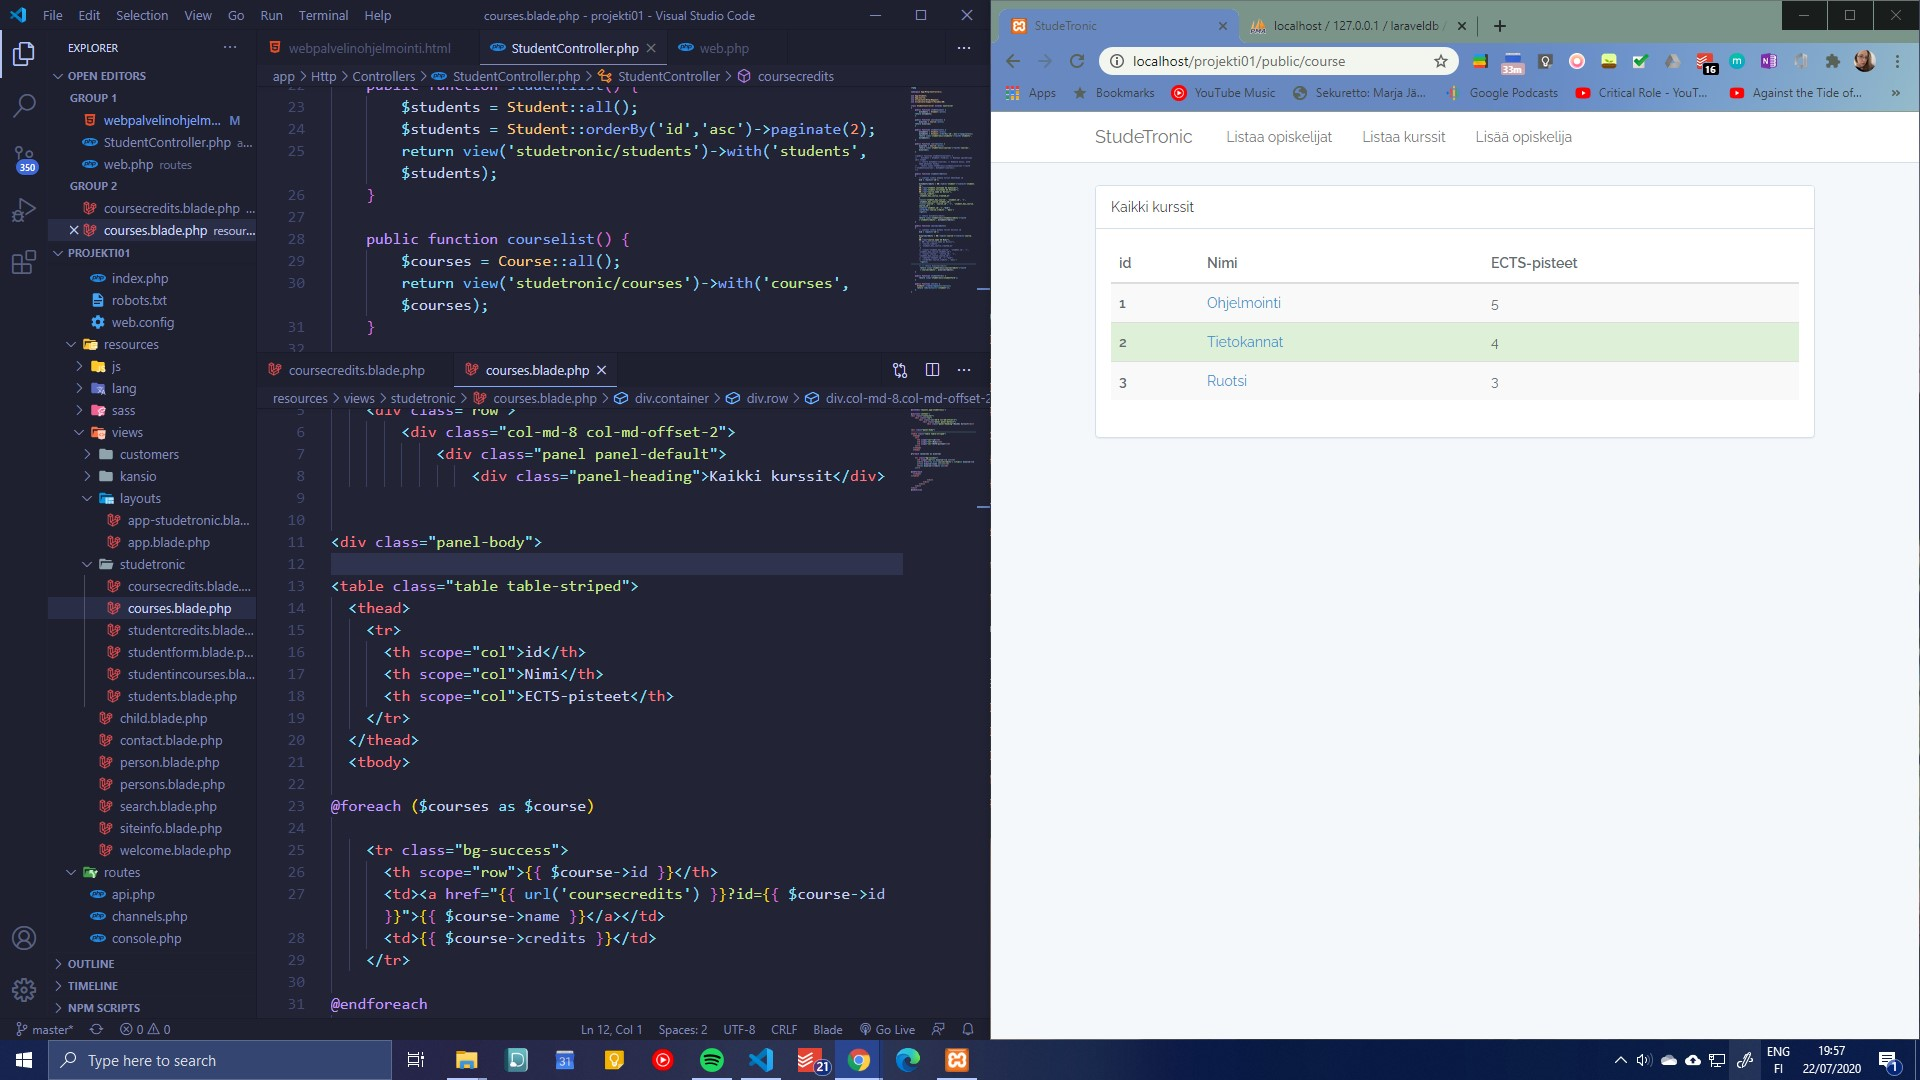 File Edit Selection View Go Run Terminal Help
courses.blade.php - projekti01 - Visual Studio Code
EXPLORER
OPEN EDITORS
GROUP 1
webpalvelinohjelm... M
StudentController.php a...
web.php routes
GROUP 2
coursecredits.blade.php ...
courses.blade.php resour...
PROJEKTI01
index.php
robots.txt
web.config
resources
js
lang
sass
views
customers
kansio
layouts
app-studetronic.bla...
app.blade.php
studetronic
coursecredits.blade....
courses.blade.php
studentcredits.blade...
studentform.blade.p...
studentincourses.bla...
students.blade.php
child.blade.php
contact.blade.php
person.blade.php
persons.blade.php
search.blade.php
siteinfo.blade.php
welcome.blade.php
routes
api.php
channels.php
console.php
OUTLINE
TIMELINE
NPM SCRIPTS
350
webpalvelinohjelmointi.html StudentController.php web.php
app > Http > Controllers > StudentController.php > StudentController > coursecredits
22 public function studentlist() {
23 $students = Student::all();
24 $students = Student::orderBy('id','asc')->paginate(2);
25 return view('studetronic/students')->with('students',
$students);
26 }
27
28 public function courselist() {
29 $courses = Course::all();
30 return view('studetronic/courses')->with('courses',
$courses);
31 }
32
coursecredits.blade.php courses.blade.php
resources > views > studetronic > courses.blade.php > div.container > div.row > div.col-md-8.col-md-offset-2
5 <div class="row">
6 <div class="col-md-8 col-md-offset-2">
7 <div class="panel panel-default">
8 <div class="panel-heading">Kaikki kurssit</div>
9
10
11 <div class="panel-body">
12
13 <table class="table table-striped">
14 <thead>
15 <tr>
16 <th scope="col">id</th>
17 <th scope="col">Nimi</th>
18 <th scope="col">ECTS-pisteet</th>
19 </tr>
20 </thead>
21 <tbody>
22
23 @foreach ($courses as $course)
24
25 <tr class="bg-success">
26 <th scope="row">{{ $course->id }}</th>
27 <td><a href="{{ url('coursecredits') }}?id={{ $course->id
}}">{{ $course->name }}</a></td>
28 <td>{{ $course->credits }}</td>
29 </tr>
30
31 @endforeach
master* 0 0 Ln 12, Col 1 Spaces: 2 UTF-8 CRLF Blade Go Live
StudeTronic localhost / 127.0.0.1 / laraveldb /
localhost/projekti01/public/course
33m 16
Apps Bookmarks YouTube Music Sekuretto: Marja Jä... Google Podcasts Critical Role - YouT... Against the Tide of... »
StudeTronic Listaa opiskelijat Listaa kurssit Lisää opiskelija
Kaikki kurssit
id Nimi ECTS-pisteet
1 Ohjelmointi 5
2 Tietokannat 4
3 Ruotsi 3
Type here to search
31
21
ENG
FI
19:57
22/07/2020
1